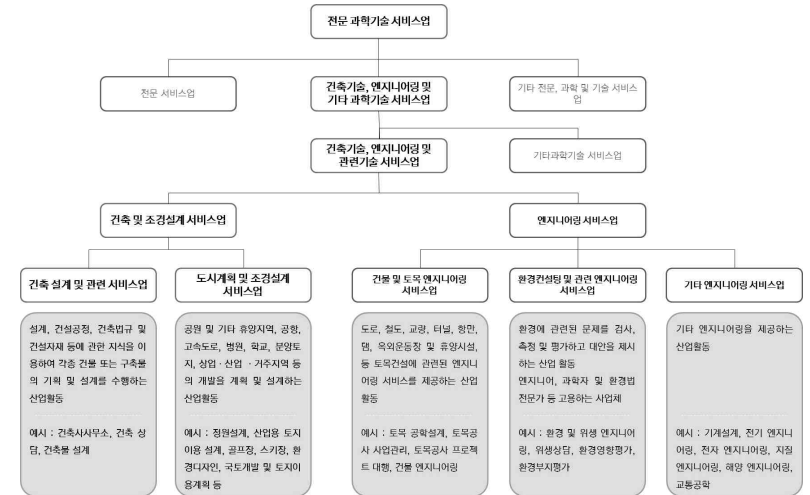 전문 과학기술 서비스업
전문 서비스업
건축기술, 엔지니어링 및
기타 과학기술 서비스업
기타 전문, 과학 및 기술 서비스
업
건축기술, 엔지니어링 및
관련기술 서비스업
기타과학기술 서비스업
건축 및 조경설계 서비스업
엔지니어링 서비스업
건축 설계 및 관련 서비스업
도시계획 및 조경설계
서비스업
건물 및 토목 엔지니어링
서비스업
환경컨설팅 및 관련 엔지니어링
서비스업
기타 엔지니어링 서비스업
설계, 건설공정, 건축법규 및
건설자재 등에 관한 지식을 이
용하여 각종 건물 또는 구축물
의 기획 및 설계를 수행하는
산업활동
예시 : 건축사사무소, 건축 상
담, 건축물 설계
공원 및 기타 휴양지역, 공항,
고속도로, 병원, 학교, 분양토
지, 상업 · 산업 · 거주지역 등
의 개발을 계획 및 설계하는
산업활동
예시 : 정원설계, 산업용 토지
이용 설계, 골프장, 스키장, 환
경디자인, 국토개발 및 토지이
용계획 등
도로, 철도, 교량, 터널, 항만,
댐, 옥외운동장 및 휴양시설,
등 토목건설에 관련된 엔지니
어링 서비스를 제공하는 산업
활동
예시 : 토목 공학설계, 토목공
사 사업관리, 토목공사 프로젝
트 대행, 건물 엔지니어링
환경에 관련된 문제를 검사,
측정 및 평가하고 대안을 제시
하는 산업 활동
엔지니어, 과학자 및 환경법
전문가 등 고용하는 사업체
예시 : 환경 및 위생 엔지니어
링, 위생상담, 환경영향평가,
환경부지평가
기타 엔지니어링을 제공하는
산업활동
예시 : 기계설계, 전기 엔지니
어링, 전자 엔지니어링, 지질
엔지니어링, 해양 엔지니어링,
교통공학